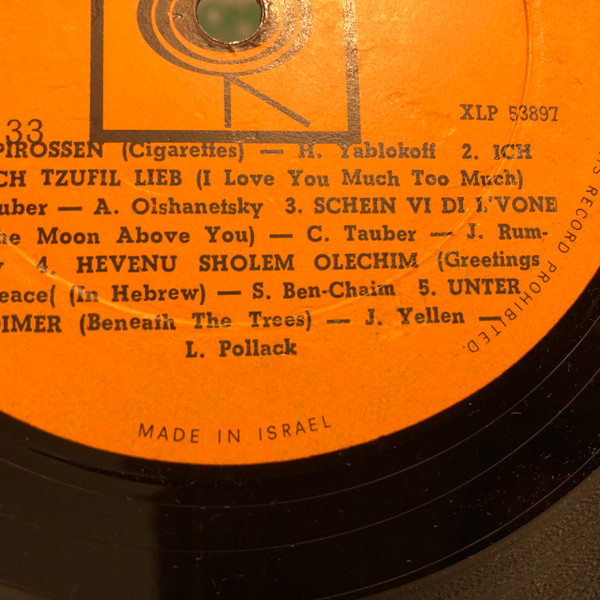 33
XLP 53897
PIROSSEN (Cigarettes) — H. Yablokoff 2. ICH
CH TZUFIL LIEB (I Love You Much Too Much)
uber — A. Olshanetsky 3. SCHEIN VI DI L'VONE
he Moon Above You) — C. Tauber — J. Rum-
4. HEVENU SHOLEM OLECHIM (Greetings
eace( (In Hebrew) — S. Ben-Chaim 5. UNTER
OIMER (Beneath The Trees) — J. Yellen —
L. Pollack
MADE IN ISRAEL
RECORD PROHIBITED.